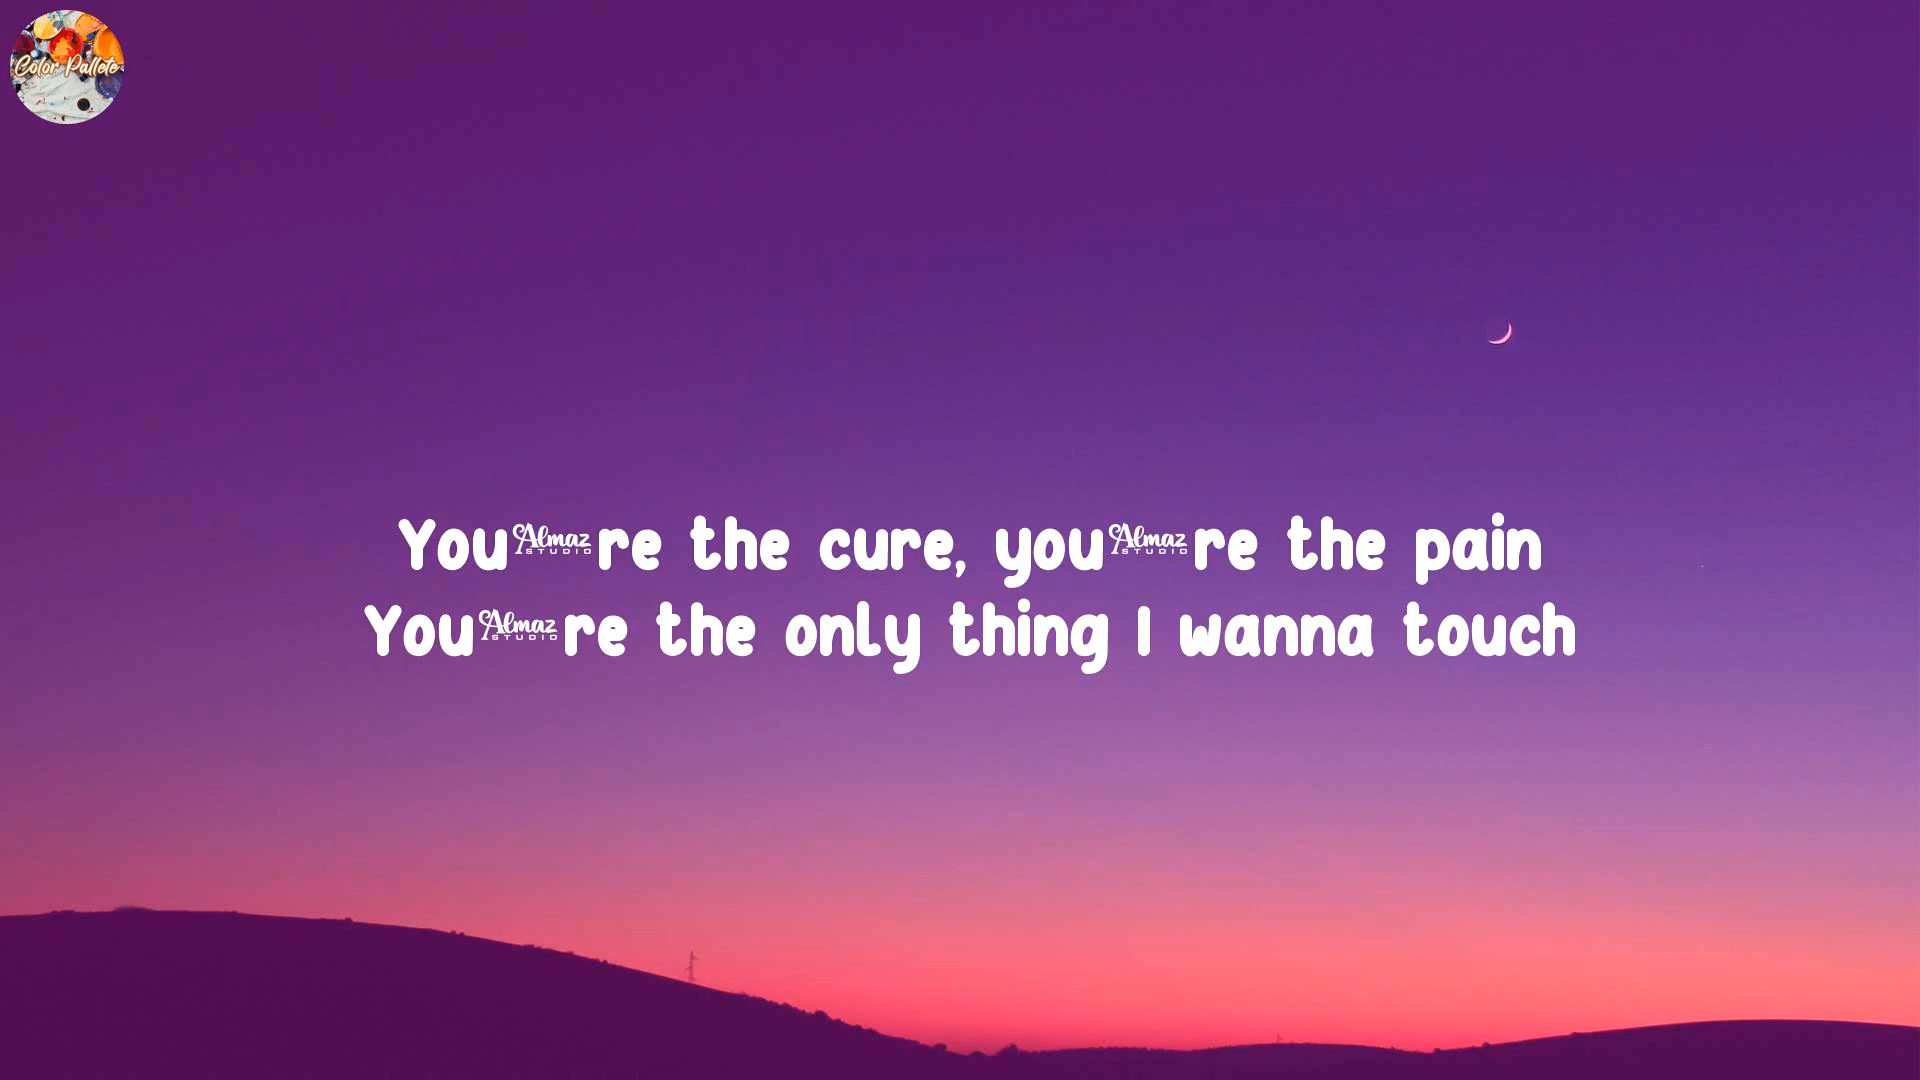 Color Pallete
You Almaz STUDIO re the cure, you Almaz STUDIO re the pain
You Almaz STUDIO re the only thing I wanna touch